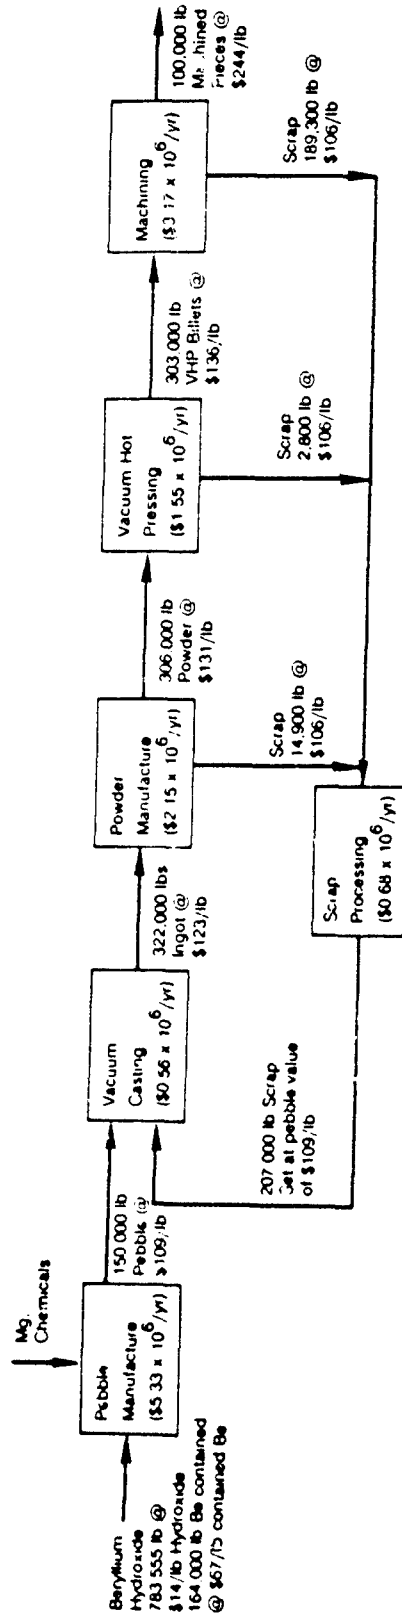 Mg.
Chemicals
Beryllium
Hydroxide
783 555 lb @
$14/lb Hydroxide
164 000 lb Be contained
@ $67/lb contained Be
Pebble
Manufacture
($5 33 x 10^6/yr)
150 000 lb
Pebble @
$109/lb
Vacuum
Casting
($0 56 x 10^6/yr)
322.000 lbs
Ingot @
$123/lb
Powder
Manufacture
($2 15 x 10^6/yr)
306.000 lb
Powder @
$131/lb
Vacuum Hot
Pressing
($1 55 x 10^6/yr)
303.000 lb
VHP Billets @
$136/lb
Machining
($3 17 x 10^6/yr)
100.000 lb
Machined
Pieces @
$244/lb
Scrap
14.900 lb @
$106/lb
Scrap
2.800 lb @
$106/lb
Scrap
189.300 lb @
$106/lb
207 000 lb Scrap
Set at pebble value
of $109/lb
Scrap
Processing
($0 68 x 10^6/yr)